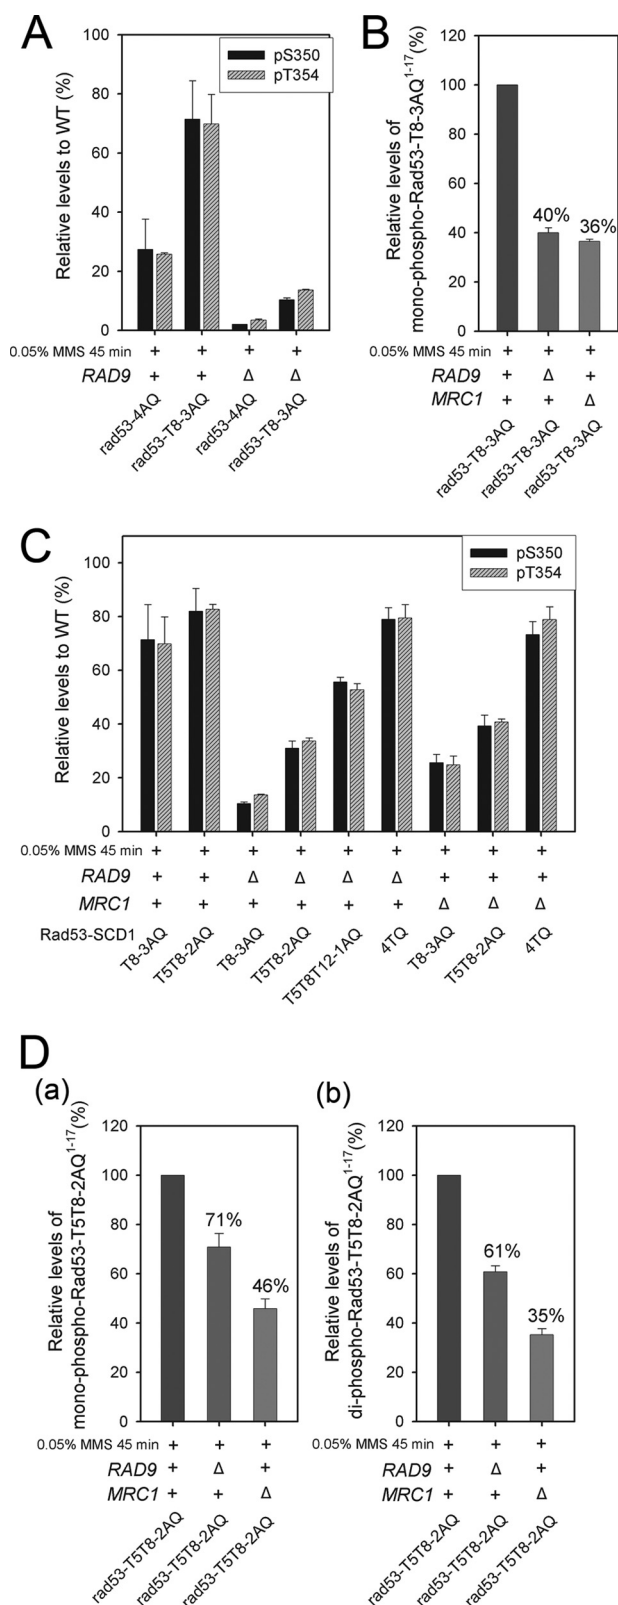 A
Relative levels to WT (%)
100
80
60
40
20
0
pS350
pT354
0.05% MMS 45 min + + + +
RAD9 + + Δ Δ
rad53-4AQ rad53-T8-3AQ rad53-4AQ rad53-T8-3AQ
B
Relative levels of
mono-phospho-Rad53-T8-3AQ1-17(%)
120
100
80
60
40
20
0
40% 36%
0.05% MMS 45 min + + +
RAD9 + Δ +
MRC1 + + Δ
rad53-T8-3AQ rad53-T8-3AQ rad53-T8-3AQ
C
Relative levels to WT (%)
100
80
60
40
20
0
pS350
pT354
0.05% MMS 45 min + + + + + + + + +
RAD9 + + Δ Δ Δ Δ + + +
MRC1 + + + + + + Δ Δ Δ
Rad53-SCD1 T8-3AQ T5T8-2AQ T8-3AQ T5T8-2AQ T5T8T12-1AQ 4TQ T8-3AQ T5T8-2AQ 4TQ
D
(a)
Relative levels of
mono-phospho-Rad53-T5T8-2AQ1-17(%)
120
100
80
60
40
20
0
71%
46%
0.05% MMS 45 min + + +
RAD9 + Δ +
MRC1 + + Δ
rad53-T5T8-2AQ rad53-T5T8-2AQ rad53-T5T8-2AQ
(b)
Relative levels of
di-phospho-Rad53-T5T8-2AQ1-17(%)
120
100
80
60
40
20
0
61%
35%
0.05% MMS 45 min + + +
RAD9 + Δ +
MRC1 + + Δ
rad53-T5T8-2AQ rad53-T5T8-2AQ rad53-T5T8-2AQ